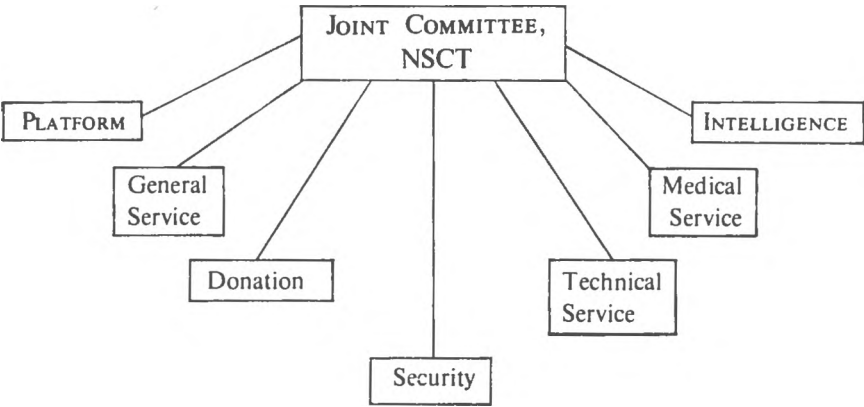 JOINT COMMITTEE,
NSCT
PLATFORM
INTELLIGENCE
General
Service
Medical
Service
Donation
Technical
Service
Security